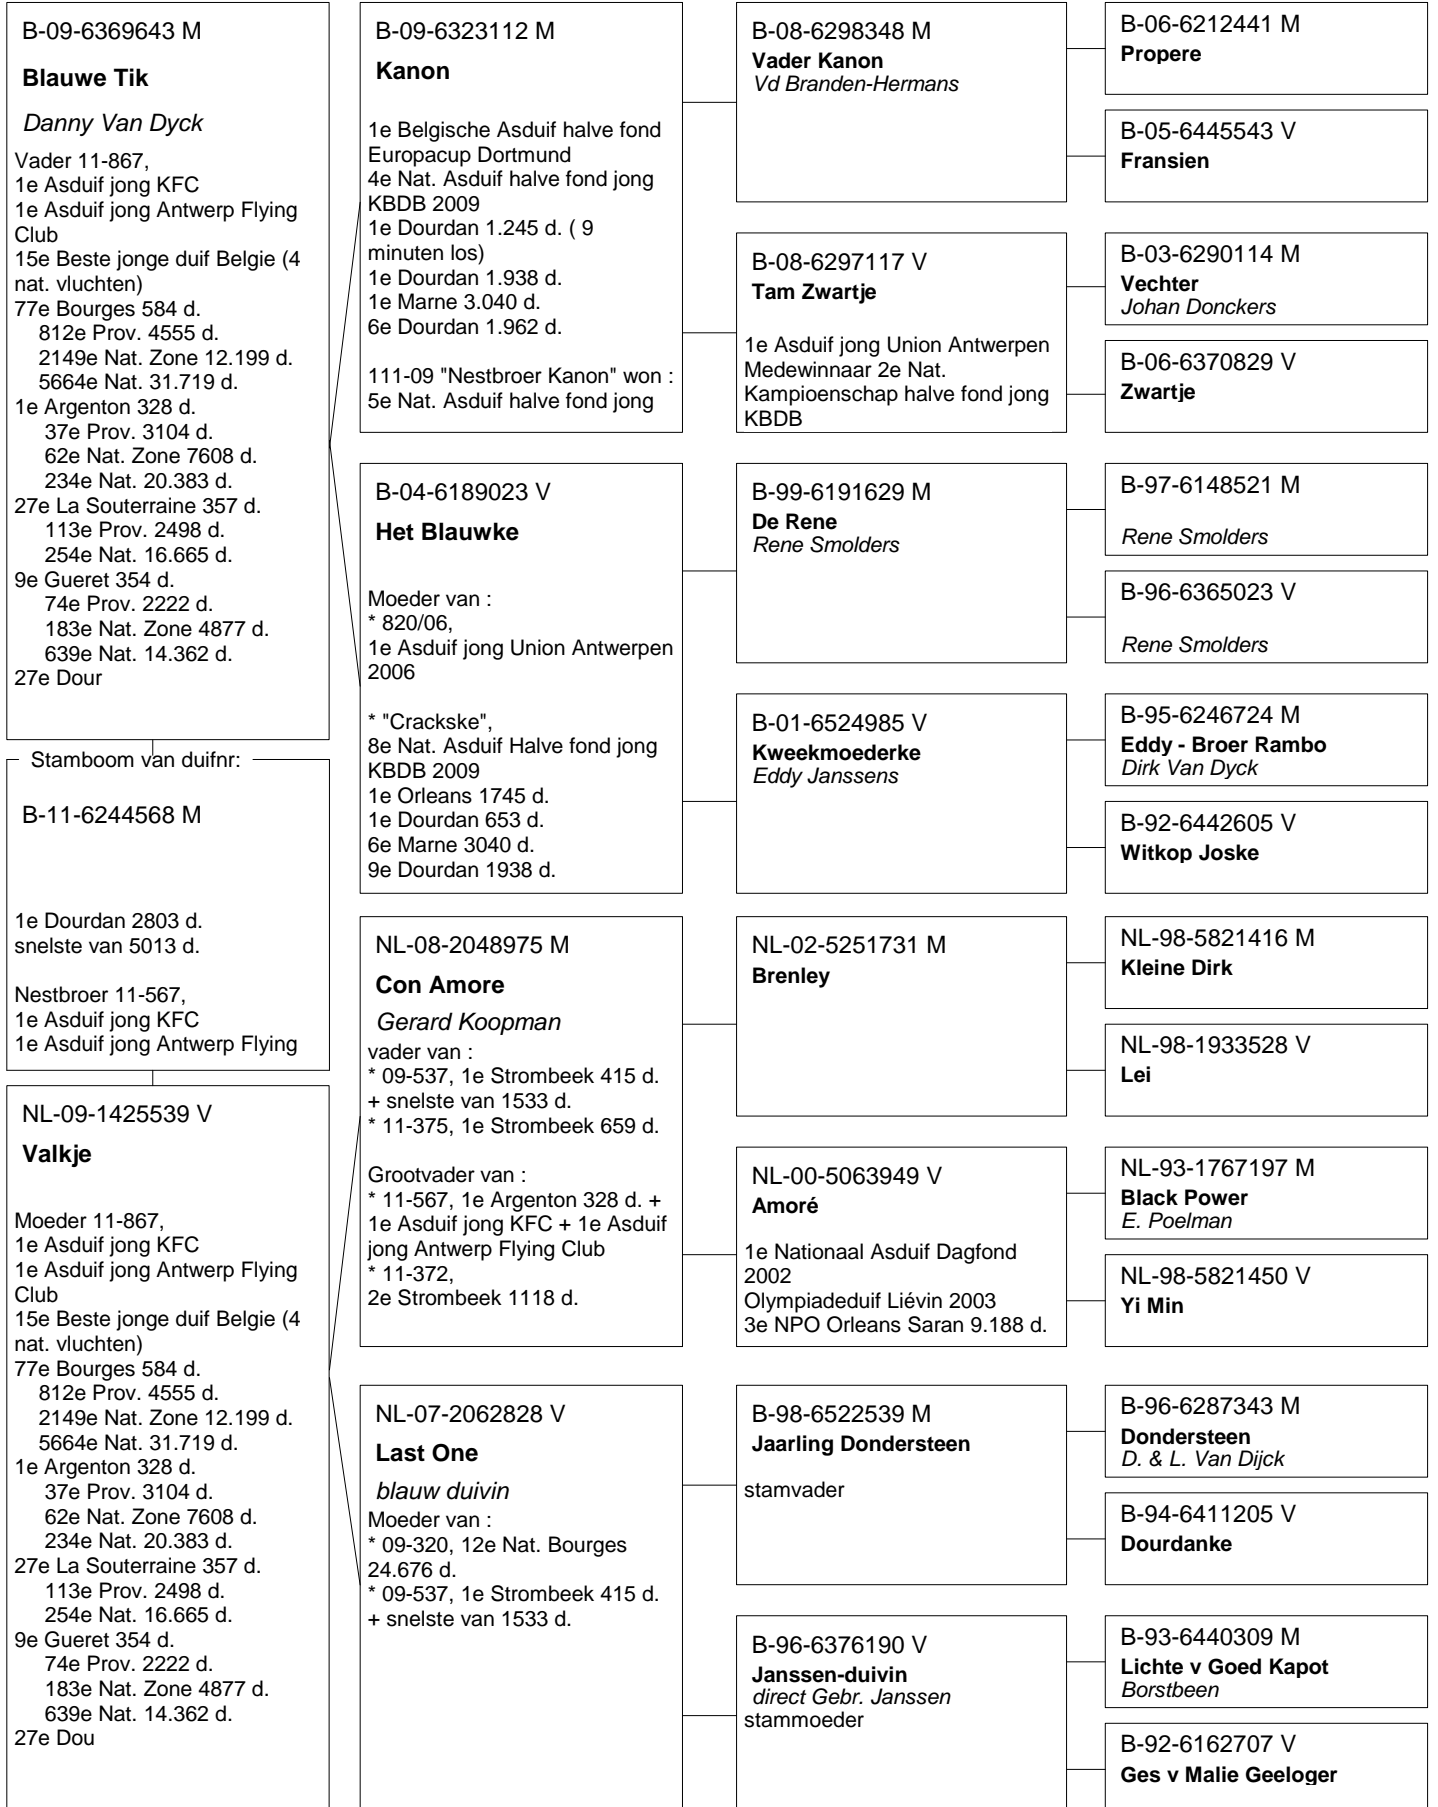 B-09-6369643 M
Blauwe Tik
Danny Van Dyck
Vader 11-867,
1e Asduif jong KFC
1e Asduif jong Antwerp Flying
Club
15e Beste jonge duif Belgie (4
nat. vluchten)
77e Bourges 584 d.
812e Prov. 4555 d.
2149e Nat. Zone 12.199 d.
5664e Nat. 31.719 d.
1e Argenton 328 d.
37e Prov. 3104 d.
62e Nat. Zone 7608 d.
234e Nat. 20.383 d.
27e La Souterraine 357 d.
113e Prov. 2498 d.
254e Nat. 16.665 d.
9e Gueret 354 d.
74e Prov. 2222 d.
183e Nat. Zone 4877 d.
639e Nat. 14.362 d.
27e Dour
Stamboom van duifnr:
B-11-6244568 M
1e Dourdan 2803 d.
snelste van 5013 d.
Nestbroer 11-567,
1e Asduif jong KFC
1e Asduif jong Antwerp Flying
NL-09-1425539 V
Valkje
Moeder 11-867,
1e Asduif jong KFC
1e Asduif jong Antwerp Flying
Club
15e Beste jonge duif Belgie (4
nat. vluchten)
77e Bourges 584 d.
812e Prov. 4555 d.
2149e Nat. Zone 12.199 d.
5664e Nat. 31.719 d.
1e Argenton 328 d.
37e Prov. 3104 d.
62e Nat. Zone 7608 d.
234e Nat. 20.383 d.
27e La Souterraine 357 d.
113e Prov. 2498 d.
254e Nat. 16.665 d.
9e Gueret 354 d.
74e Prov. 2222 d.
183e Nat. Zone 4877 d.
639e Nat. 14.362 d.
27e Dou
B-09-6323112 M
Kanon
1e Belgische Asduif halve fond
Europacup Dortmund
4e Nat. Asduif halve fond jong
KBDB 2009
1e Dourdan 1.245 d. ( 9
minuten los)
1e Dourdan 1.938 d.
1e Marne 3.040 d.
6e Dourdan 1.962 d.
111-09 "Nestbroer Kanon" won :
5e Nat. Asduif halve fond jong
B-04-6189023 V
Het Blauwke
Moeder van :
* 820/06,
1e Asduif jong Union Antwerpen
2006
* "Crackske",
8e Nat. Asduif Halve fond jong
KBDB 2009
1e Orleans 1745 d.
1e Dourdan 653 d.
6e Marne 3040 d.
9e Dourdan 1938 d.
NL-08-2048975 M
Con Amore
Gerard Koopman
vader van :
* 09-537, 1e Strombeek 415 d.
+ snelste van 1533 d.
* 11-375, 1e Strombeek 659 d.
Grootvader van :
* 11-567, 1e Argenton 328 d. +
1e Asduif jong KFC + 1e Asduif
jong Antwerp Flying Club
* 11-372,
2e Strombeek 1118 d.
NL-07-2062828 V
Last One
blauw duivin
Moeder van :
* 09-320, 12e Nat. Bourges
24.676 d.
* 09-537, 1e Strombeek 415 d.
+ snelste van 1533 d.
B-08-6298348 M
Vader Kanon
Vd Branden-Hermans
B-08-6297117 V
Tam Zwartje
1e Asduif jong Union Antwerpen
Medewinnaar 2e Nat.
Kampioenschap halve fond jong
KBDB
B-99-6191629 M
De Rene
Rene Smolders
B-01-6524985 V
Kweekmoederke
Eddy Janssens
NL-02-5251731 M
Brenley
NL-00-5063949 V
Amoré
1e Nationaal Asduif Dagfond
2002
Olympiadeduif Liévin 2003
3e NPO Orleans Saran 9.188 d.
B-98-6522539 M
Jaarling Dondersteen
stamvader
B-96-6376190 V
Janssen-duivin
direct Gebr. Janssen
stammoeder
B-06-6212441 M
Propere
B-05-6445543 V
Fransien
B-03-6290114 M
Vechter
Johan Donckers
B-06-6370829 V
Zwartje
B-97-6148521 M
Rene Smolders
B-96-6365023 V
Rene Smolders
B-95-6246724 M
Eddy - Broer Rambo
Dirk Van Dyck
B-92-6442605 V
Witkop Joske
NL-98-5821416 M
Kleine Dirk
NL-98-1933528 V
Lei
NL-93-1767197 M
Black Power
E. Poelman
NL-98-5821450 V
Yi Min
B-96-6287343 M
Dondersteen
D. & L. Van Dijck
B-94-6411205 V
Dourdanke
B-93-6440309 M
Lichte v Goed Kapot
Borstbeen
B-92-6162707 V
Ges v Malie Geeloger